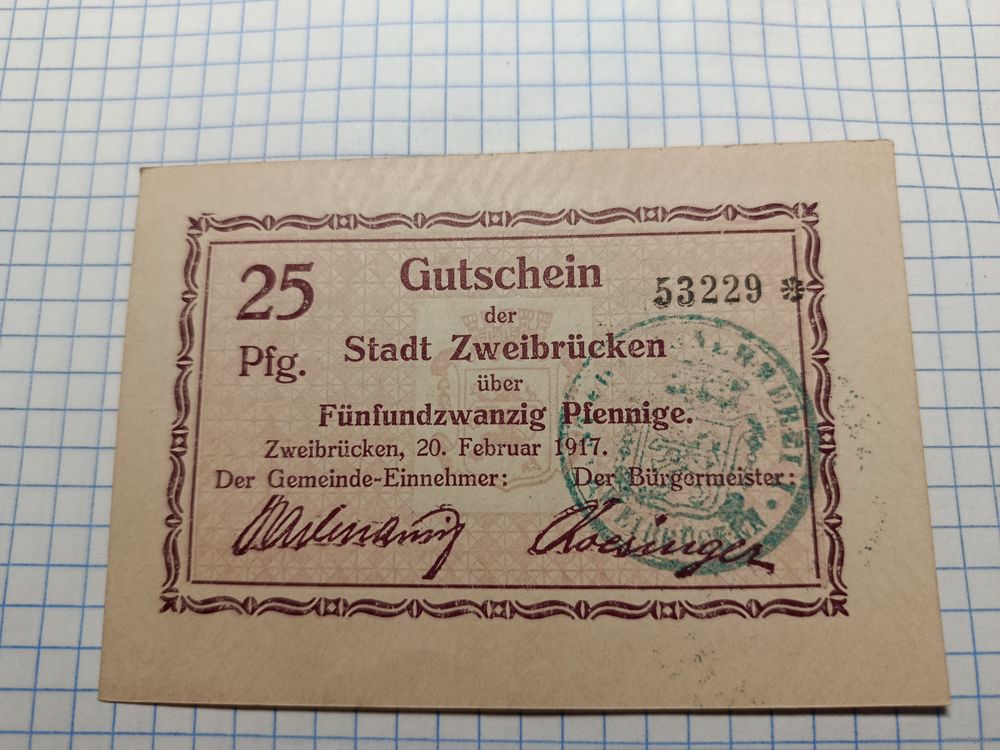 25
Pfg.
Gutschein
53229 *
der
Stadt Zweibrücken
über
Fünfundzwanzig Pfennige.
Zweibrücken, 20. Februar 1917.
Der Gemeinde-Einnehmer: Der Bürgermeister:
Roesinger